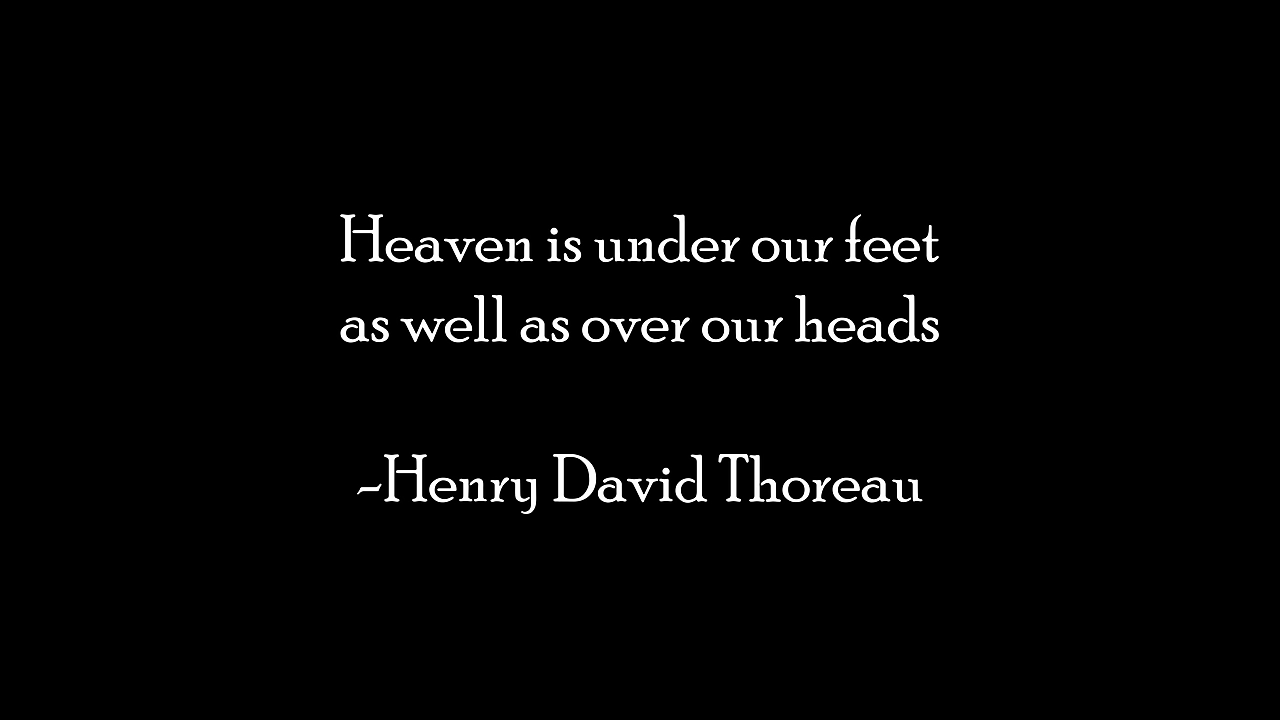 Heaven is under our feet
as well as over our heads
-Henry David Thoreau